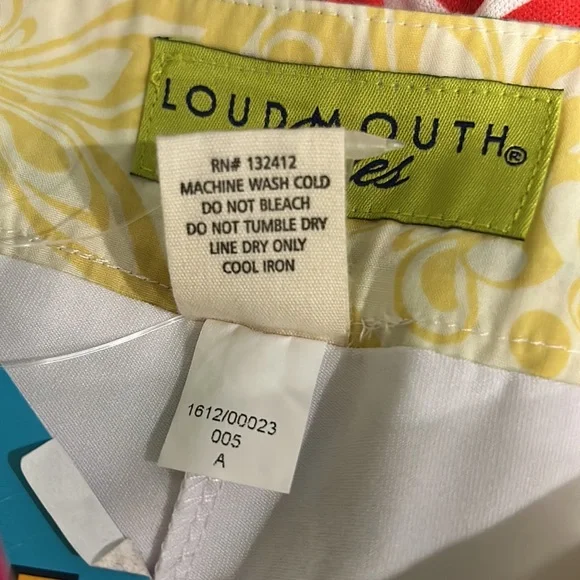 LOUDMOUTH®
RN# 132412
MACHINE WASH COLD
DO NOT BLEACH
DO NOT TUMBLE DRY
LINE DRY ONLY
COOL IRON
1612/00023
005
A